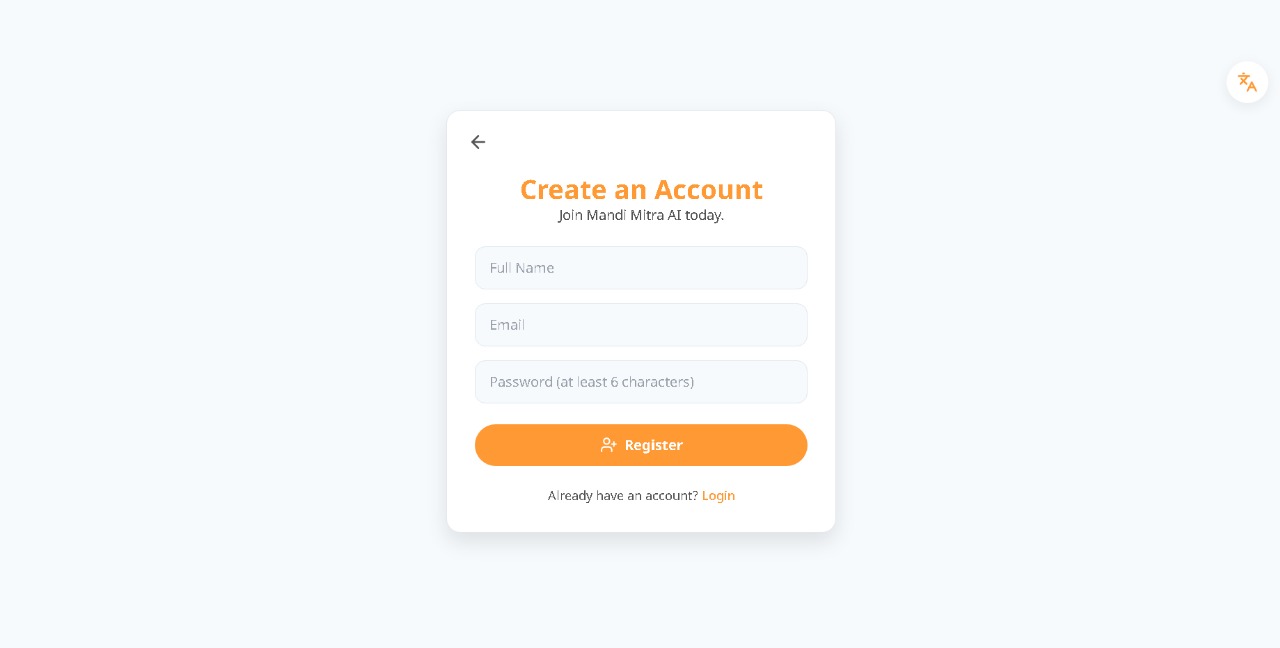 Create an Account
Join Mandi Mitra AI today.
Full Name
Email
Password (at least 6 characters)
Register
Already have an account? Login